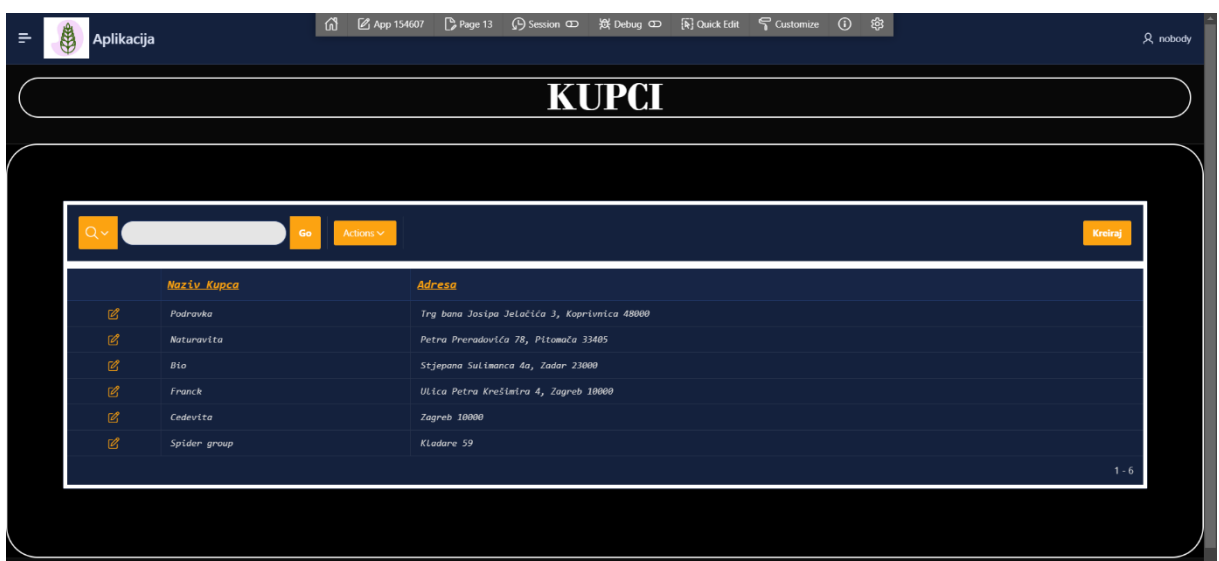 App 154607 Page 13 Session Debug Quick Edit Customize
Aplikacija nobody
KUPCI
Go Actions Kreiraj
Naziv Kupca Adresa
Podravka Trg bana Josipa Jelačića 3, Koprivnica 48000
Naturavita Petra Preradovića 78, Pitomača 33405
Bio Stjepana Sulimanca 4a, Zadar 23000
Franck Ulica Petra Krešimira 4, Zagreb 10000
Cedevita Zagreb 10000
Spider group Kladare 59
1 - 6